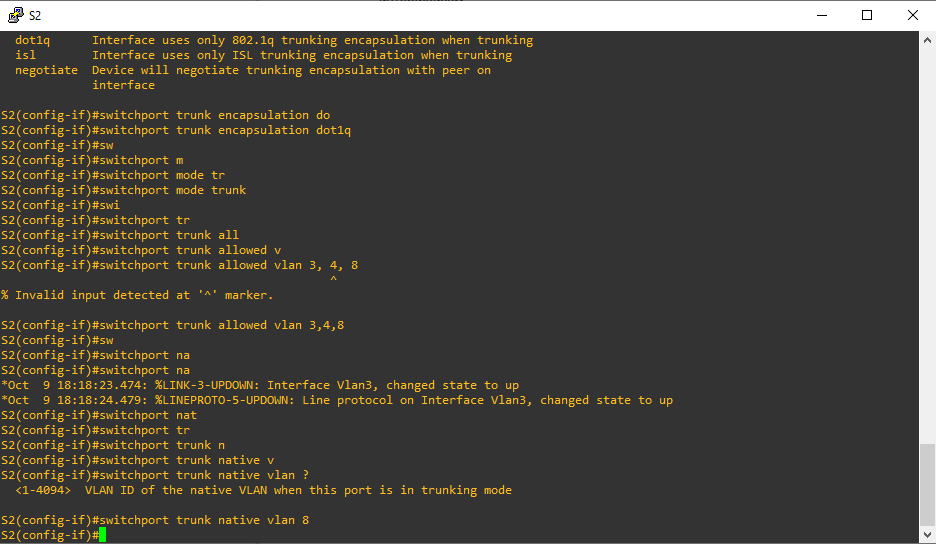 S2
dot1q      Interface uses only 802.1q trunking encapsulation when trunking
isl        Interface uses only ISL trunking encapsulation when trunking
negotiate  Device will negotiate trunking encapsulation with peer on
interface
S2(config-if)#switchport trunk encapsulation do
S2(config-if)#switchport trunk encapsulation dot1q
S2(config-if)#sw
S2(config-if)#switchport m
S2(config-if)#switchport mode tr
S2(config-if)#switchport mode trunk
S2(config-if)#swi
S2(config-if)#switchport tr
S2(config-if)#switchport trunk all
S2(config-if)#switchport trunk allowed v
S2(config-if)#switchport trunk allowed vlan 3, 4, 8
^
% Invalid input detected at '^' marker.
S2(config-if)#switchport trunk allowed vlan 3,4,8
S2(config-if)#sw
S2(config-if)#switchport na
S2(config-if)#switchport na
*Oct  9 18:18:23.474: %LINK-3-UPDOWN: Interface Vlan3, changed state to up
*Oct  9 18:18:24.479: %LINEPROTO-5-UPDOWN: Line protocol on Interface Vlan3, changed state to up
S2(config-if)#switchport nat
S2(config-if)#switchport tr
S2(config-if)#switchport trunk n
S2(config-if)#switchport trunk native v
S2(config-if)#switchport trunk native vlan ?
<1-4094>  VLAN ID of the native VLAN when this port is in trunking mode
S2(config-if)#switchport trunk native vlan 8
S2(config-if)#